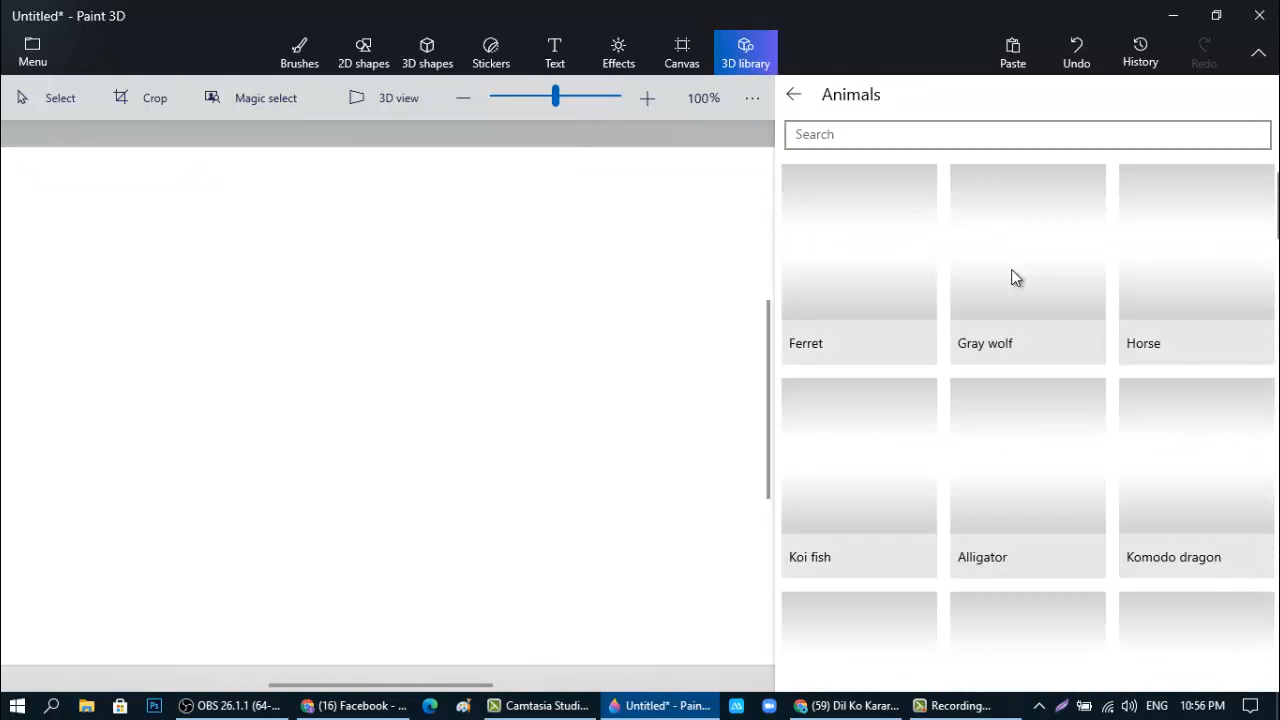 Untitled* - Paint 3D
Menu
Brushes
2D shapes
3D shapes
Stickers
Text
Effects
Canvas
3D library
Paste
Undo
History
Redo
Select
Crop
Magic select
3D view
100%
Animals
Search
Ferret
Gray wolf
Horse
Koi fish
Alligator
Komodo dragon
Ps
OBS 26.1.1 (64-...
(16) Facebook - ...
Camtasia Studi...
Untitled* - Pain...
(59) Dil Ko Karar...
Recording...
ENG
10:56 PM